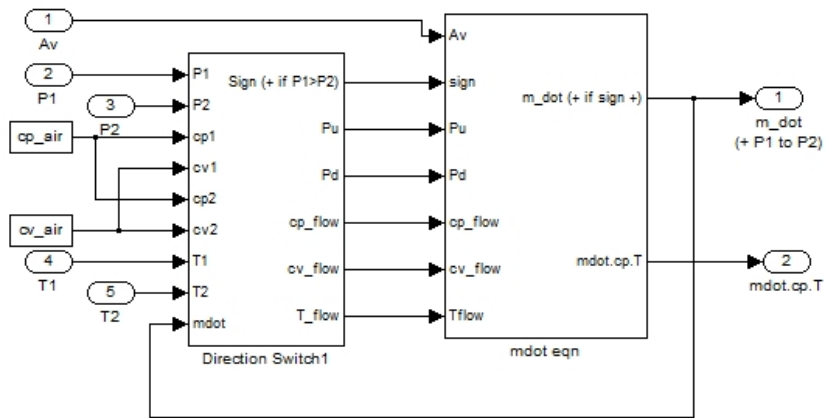 1
Av
2
P1
3
P2
cp_air
cv_air
4
T1
5
T2
P1
P2
cp1
cv1
cp2
cv2
T1
T2
mdot
Sign (+ if P1>P2)
Pu
Pd
cp_flow
cv_flow
T_flow
Direction Switch1
Av
sign
Pu
Pd
cp_flow
cv_flow
Tflow
m_dot (+ if sign +)
mdot.cp.T
mdot eqn
1
m_dot
(+ P1 to P2)
2
mdot.cp.T